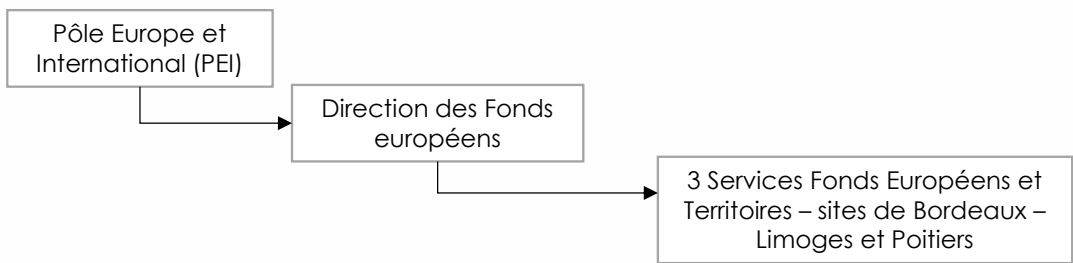 Pôle Europe et
International (PEI)
Direction des Fonds
européens
3 Services Fonds Européens et
Territoires – sites de Bordeaux –
Limoges et Poitiers